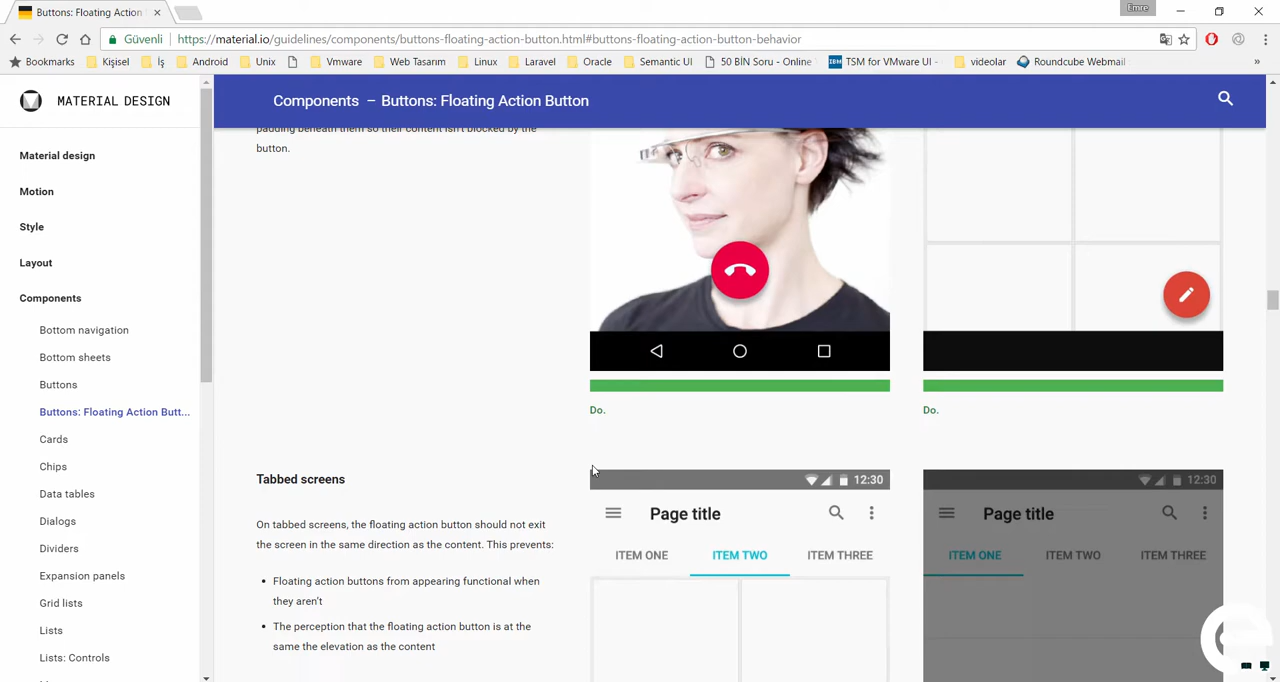 Buttons: Floating Action
Emre
Güvenli
https://material.io/guidelines/components/buttons-floating-action-button.html#buttons-floating-action-button-behavior
Bookmarks Kişisel İş Android Unix Vmware Web Tasarım Linux Laravel Oracle Semantic UI 50 BİN Soru - Online TSM for VMware UI - videolar Roundcube Webmail »
MATERIAL DESIGN
Components – Buttons: Floating Action Button
Material design
Motion
Style
Layout
Components
Bottom navigation
Bottom sheets
Buttons
Buttons: Floating Action Butt...
Cards
Chips
Data tables
Dialogs
Dividers
Expansion panels
Grid lists
Lists
Lists: Controls
padding beneath them so their content isn't blocked by the
button.
Do.
Do.
Tabbed screens
On tabbed screens, the floating action button should not exit
the screen in the same direction as the content. This prevents:
• Floating action buttons from appearing functional when
they aren't
• The perception that the floating action button is at the
same the elevation as the content
12:30
Page title
ITEM ONE ITEM TWO ITEM THREE
12:30
Page title
ITEM ONE ITEM TWO ITEM THREE